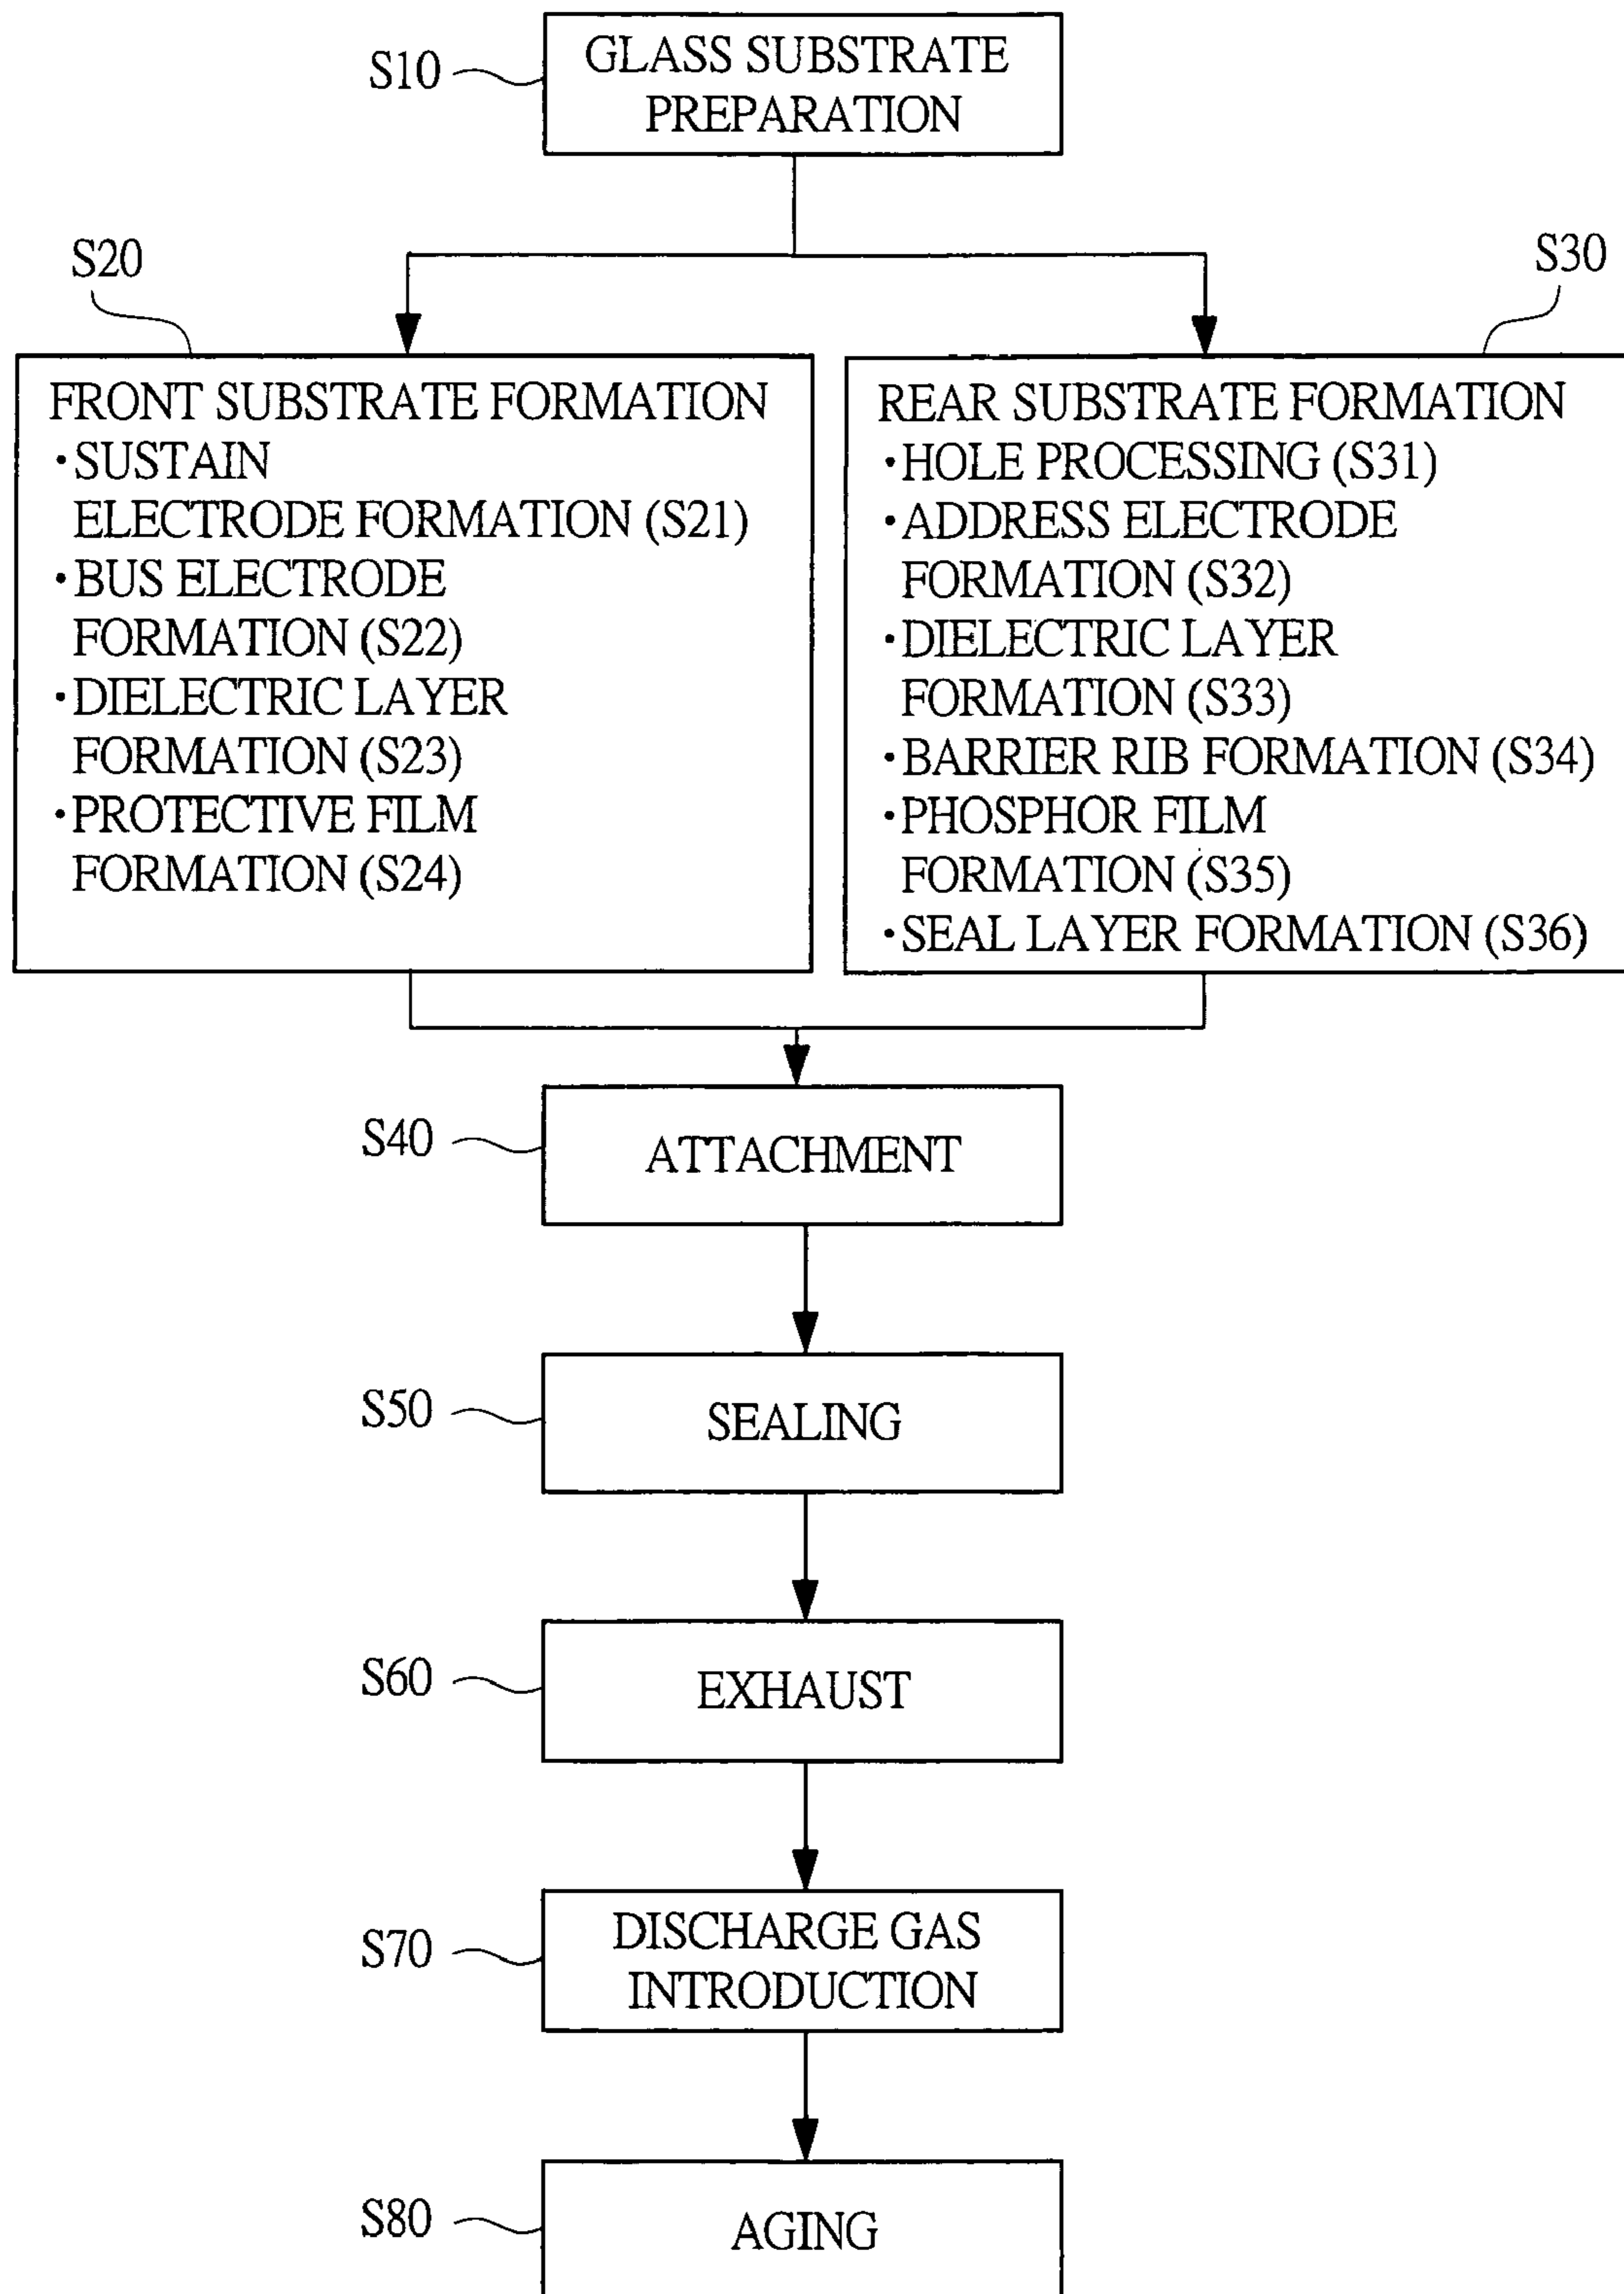 S10
GLASS SUBSTRATE
PREPARATION
S20
S30
FRONT SUBSTRATE FORMATION
・SUSTAIN
ELECTRODE FORMATION (S21)
・BUS ELECTRODE
FORMATION (S22)
・DIELECTRIC LAYER
FORMATION (S23)
・PROTECTIVE FILM
FORMATION (S24)
REAR SUBSTRATE FORMATION
・HOLE PROCESSING (S31)
・ADDRESS ELECTRODE
FORMATION (S32)
・DIELECTRIC LAYER
FORMATION (S33)
・BARRIER RIB FORMATION (S34)
・PHOSPHOR FILM
FORMATION (S35)
・SEAL LAYER FORMATION (S36)
S40
ATTACHMENT
S50
SEALING
S60
EXHAUST
S70
DISCHARGE GAS
INTRODUCTION
S80
AGING